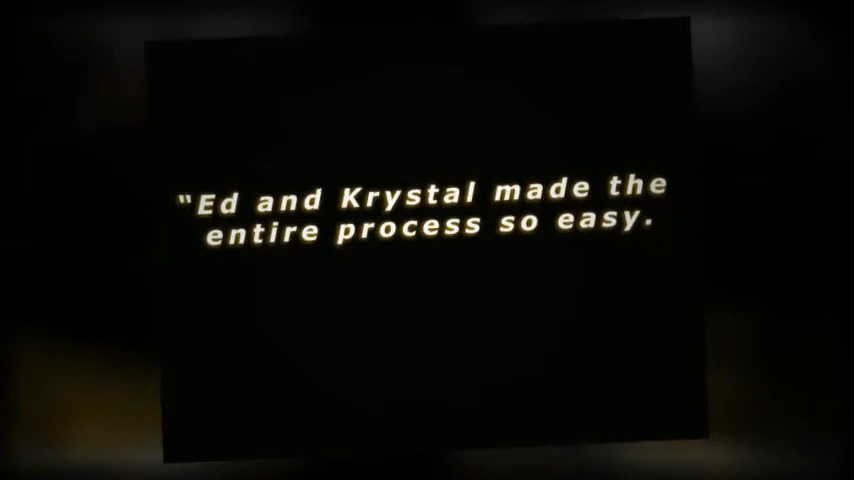 "Ed and Krystal made the
entire process so easy.